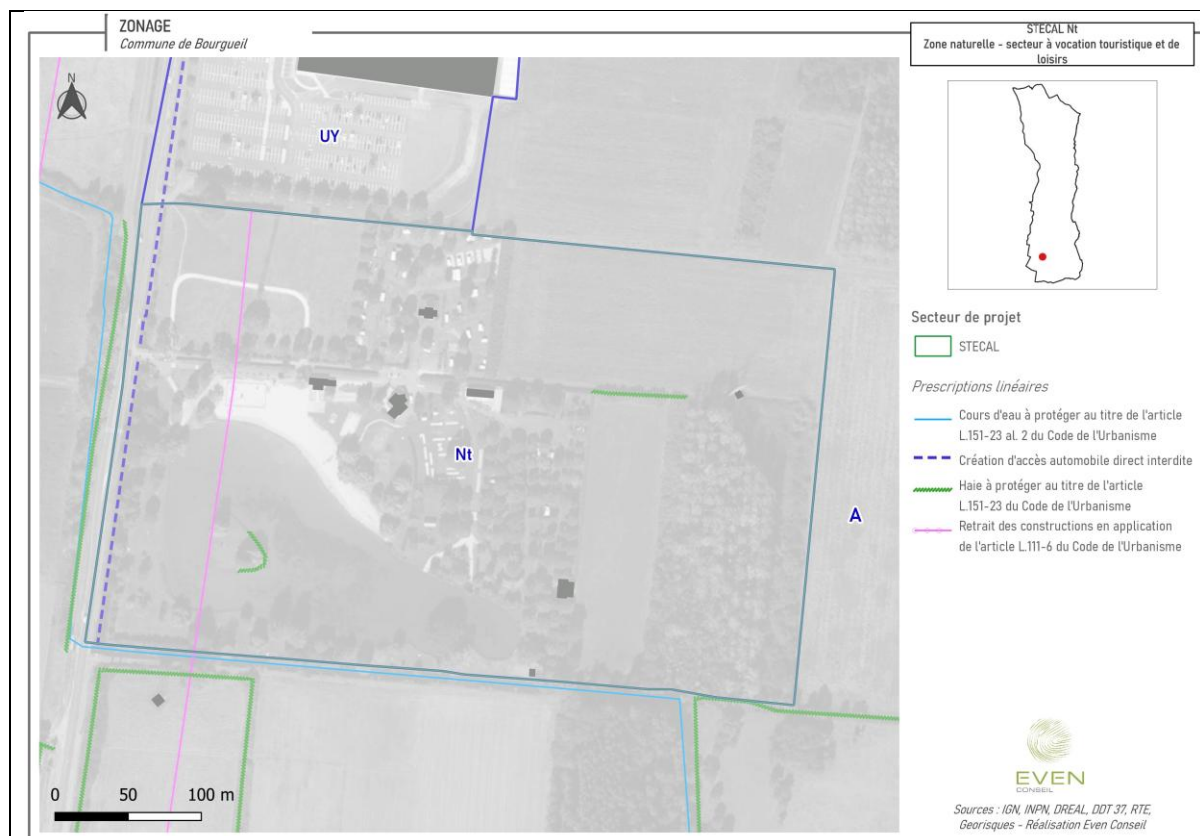 ZONAGE
Commune de Bourgueil
STECAL Nt
Zone naturelle - secteur à vocation touristique et de
loisirs
N
UY
Nt
A
Secteur de projet
STECAL
Prescriptions linéaires
Cours d'eau à protéger au titre de l'article
L.151-23 al. 2 du Code de l'Urbanisme
Création d'accès automobile direct interdite
Haie à protéger au titre de l'article
L.151-23 du Code de l'Urbanisme
Retrait des constructions en application
de l'article L.111-6 du Code de l'Urbanisme
0 50 100 m
EVEN
CONSEIL
Sources : IGN, INPN, DREAL, DDT 37, RTE,
Georisques - Réalisation Even Conseil